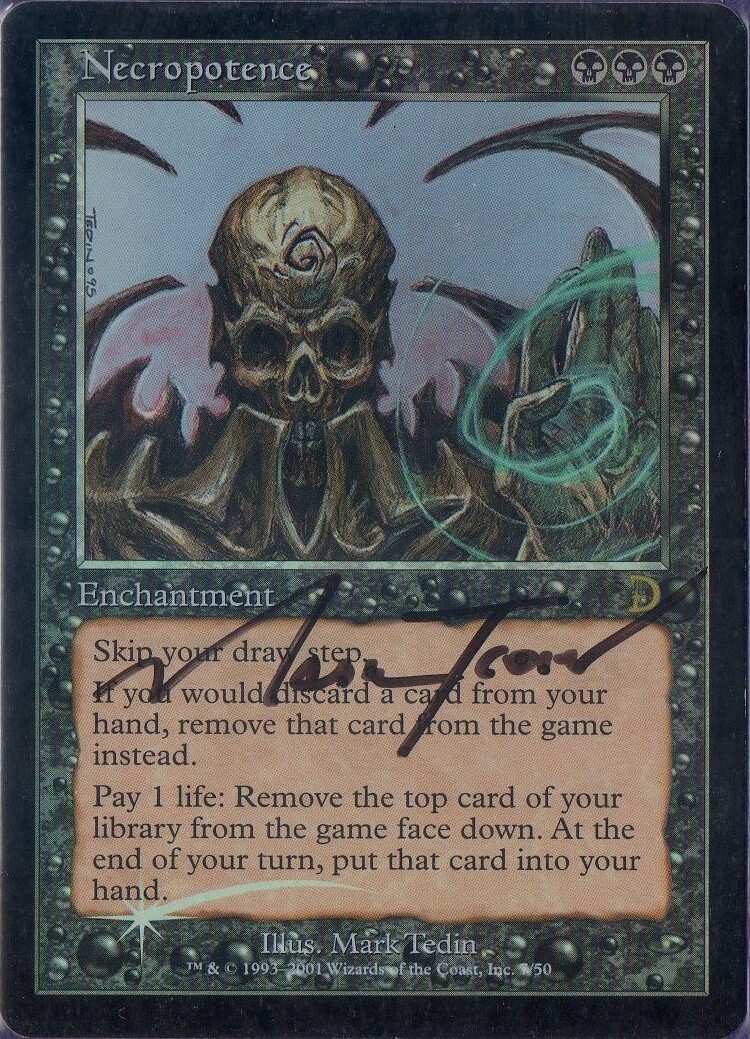 Necropotence
TEDIN 095
Enchantment
D
Skip your draw step.
If you would discard a card from your
hand, remove that card from the game
instead.
Pay 1 life: Remove the top card of your
library from the game face down. At the
end of your turn, put that card into your
hand.
Illus. Mark Tedin
™ & © 1993–2001 Wizards of the Coast, Inc. /50